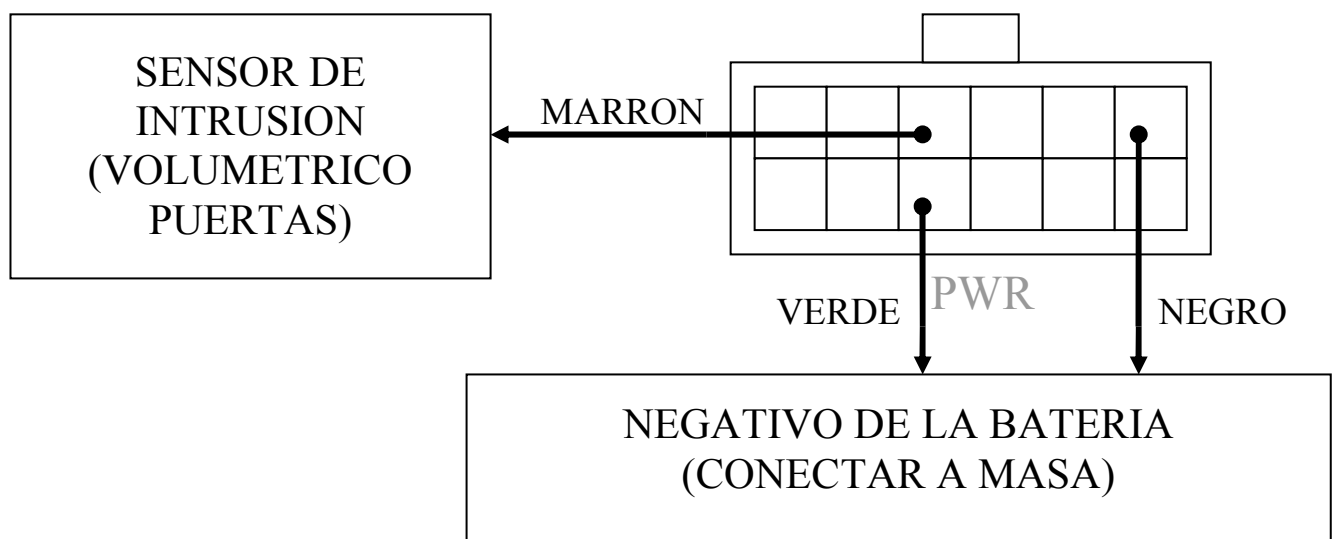 SENSOR DE
INTRUSION
(VOLUMETRICO
PUERTAS)
MARRON
VERDE
PWR
NEGRO
NEGATIVO DE LA BATERIA
(CONECTAR A MASA)